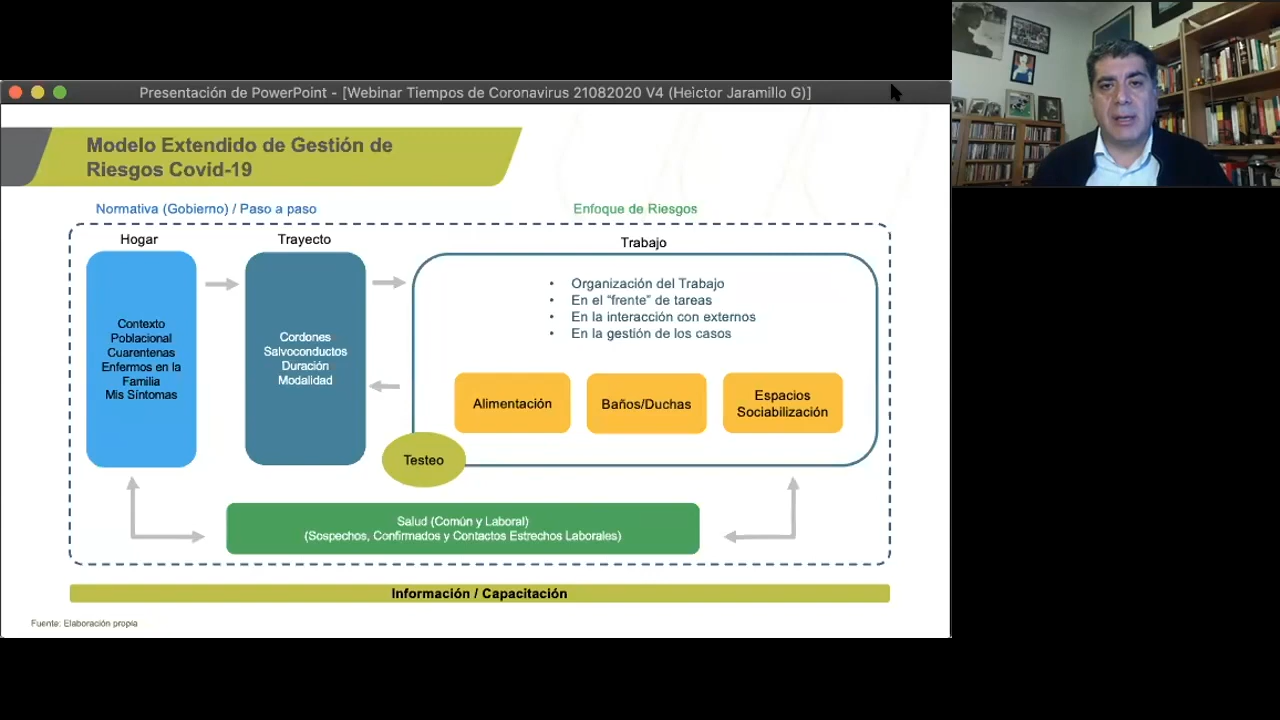 Presentación de PowerPoint - [Webinar Tiempos de Coronavirus 21082020 V4 (Heictor Jaramillo G)]
Modelo Extendido de Gestión de
Riesgos Covid-19
Normativa (Gobierno) / Paso a paso
Enfoque de Riesgos
Hogar
Trayecto
Trabajo
Contexto
Poblacional
Cuarentenas
Enfermos en la
Familia
Mis Síntomas
Cordones
Salvoconductos
Duración
Modalidad
• Organización del Trabajo
• En el “frente” de tareas
• En la interacción con externos
• En la gestión de los casos
Alimentación
Baños/Duchas
Espacios
Sociabilización
Testeo
Salud (Común y Laboral)
(Sospechos, Confirmados y Contactos Estrechos Laborales)
Información / Capacitación
Fuente: Elaboración propia